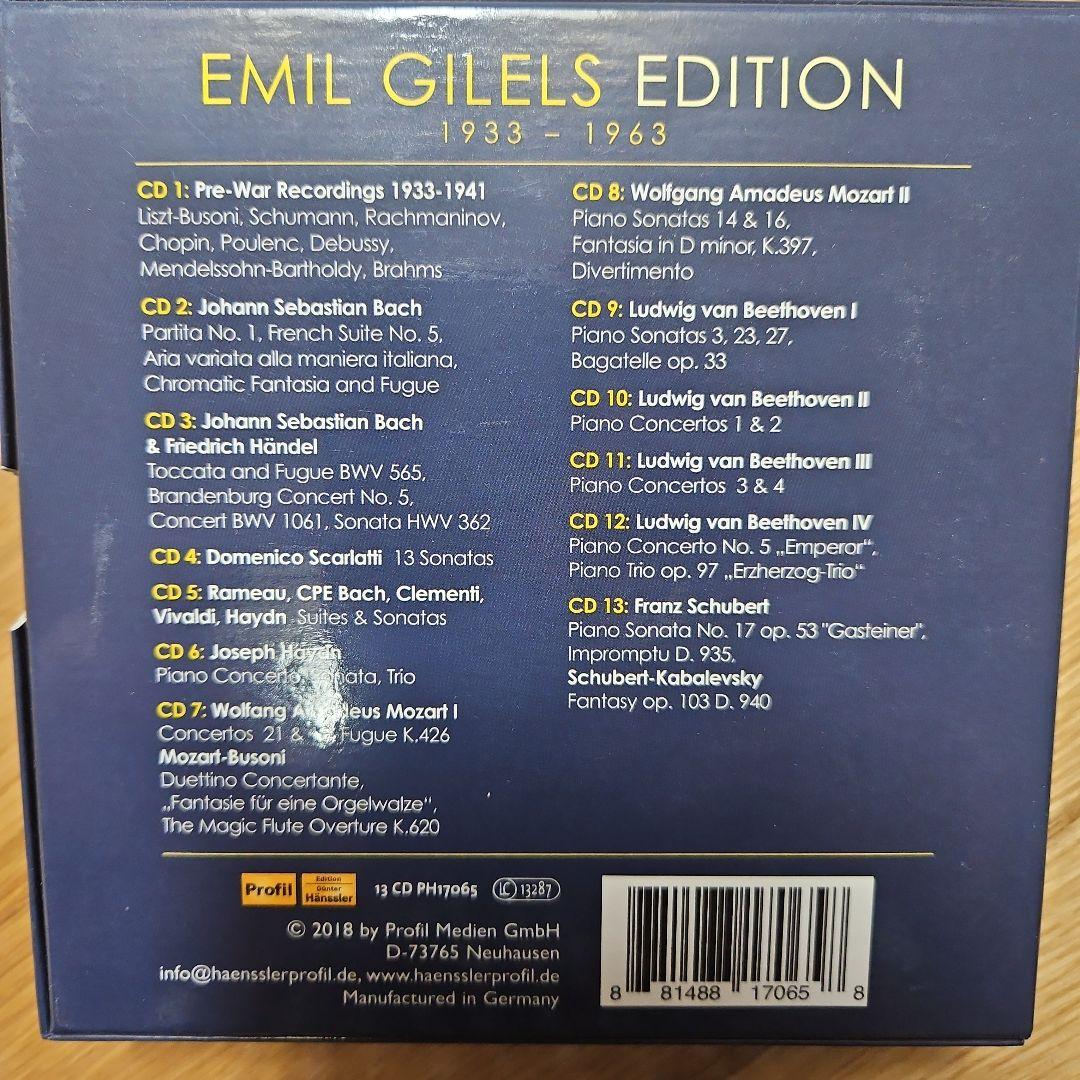 EMIL GILELS EDITION
1933 – 1963
CD 1: Pre-War Recordings 1933-1941
Liszt-Busoni, Schumann, Rachmaninov,
Chopin, Poulenc, Debussy,
Mendelssohn-Bartholdy, Brahms
CD 2: Johann Sebastian Bach
Partita No. 1, French Suite No. 5,
Aria variata alla maniera italiana,
Chromatic Fantasia and Fugue
CD 3: Johann Sebastian Bach
& Friedrich Händel
Toccata and Fugue BWV 565,
Brandenburg Concert No. 5,
Concert BWV 1061, Sonata HWV 362
CD 4: Domenico Scarlatti 13 Sonatas
CD 5: Rameau, CPE Bach, Clementi,
Vivaldi, Haydn Suites & Sonatas
CD 6: Joseph Haydn
Piano Concerto, Sonata, Trio
CD 7: Wolfang Amadeus Mozart I
Concertos 21 & Fugue K.426
Mozart-Busoni
Duettino Concertante,
„Fantasie für eine Orgelwalze“,
The Magic Flute Overture K.620
CD 8: Wolfgang Amadeus Mozart II
Piano Sonatas 14 & 16,
Fantasia in D minor, K.397,
Divertimento
CD 9: Ludwig van Beethoven I
Piano Sonatas 3, 23, 27,
Bagatelle op. 33
CD 10: Ludwig van Beethoven II
Piano Concertos 1 & 2
CD 11: Ludwig van Beethoven III
Piano Concertos 3 & 4
CD 12: Ludwig van Beethoven IV
Piano Concerto No. 5 „Emperor“,
Piano Trio op. 97 „Erzherzog-Trio“
CD 13: Franz Schubert
Piano Sonata No. 17 op. 53 "Gasteiner",
Impromptu D. 935,
Schubert-Kabalevsky
Fantasy op. 103 D. 940
Profil
Edition
Günter
Hänssler
13 CD PH17065 LC 13287
© 2018 by Profil Medien GmbH
D-73765 Neuhausen
info@haensslerprofil.de, www.haensslerprofil.de
Manufactured in Germany
8 81488 17065 8